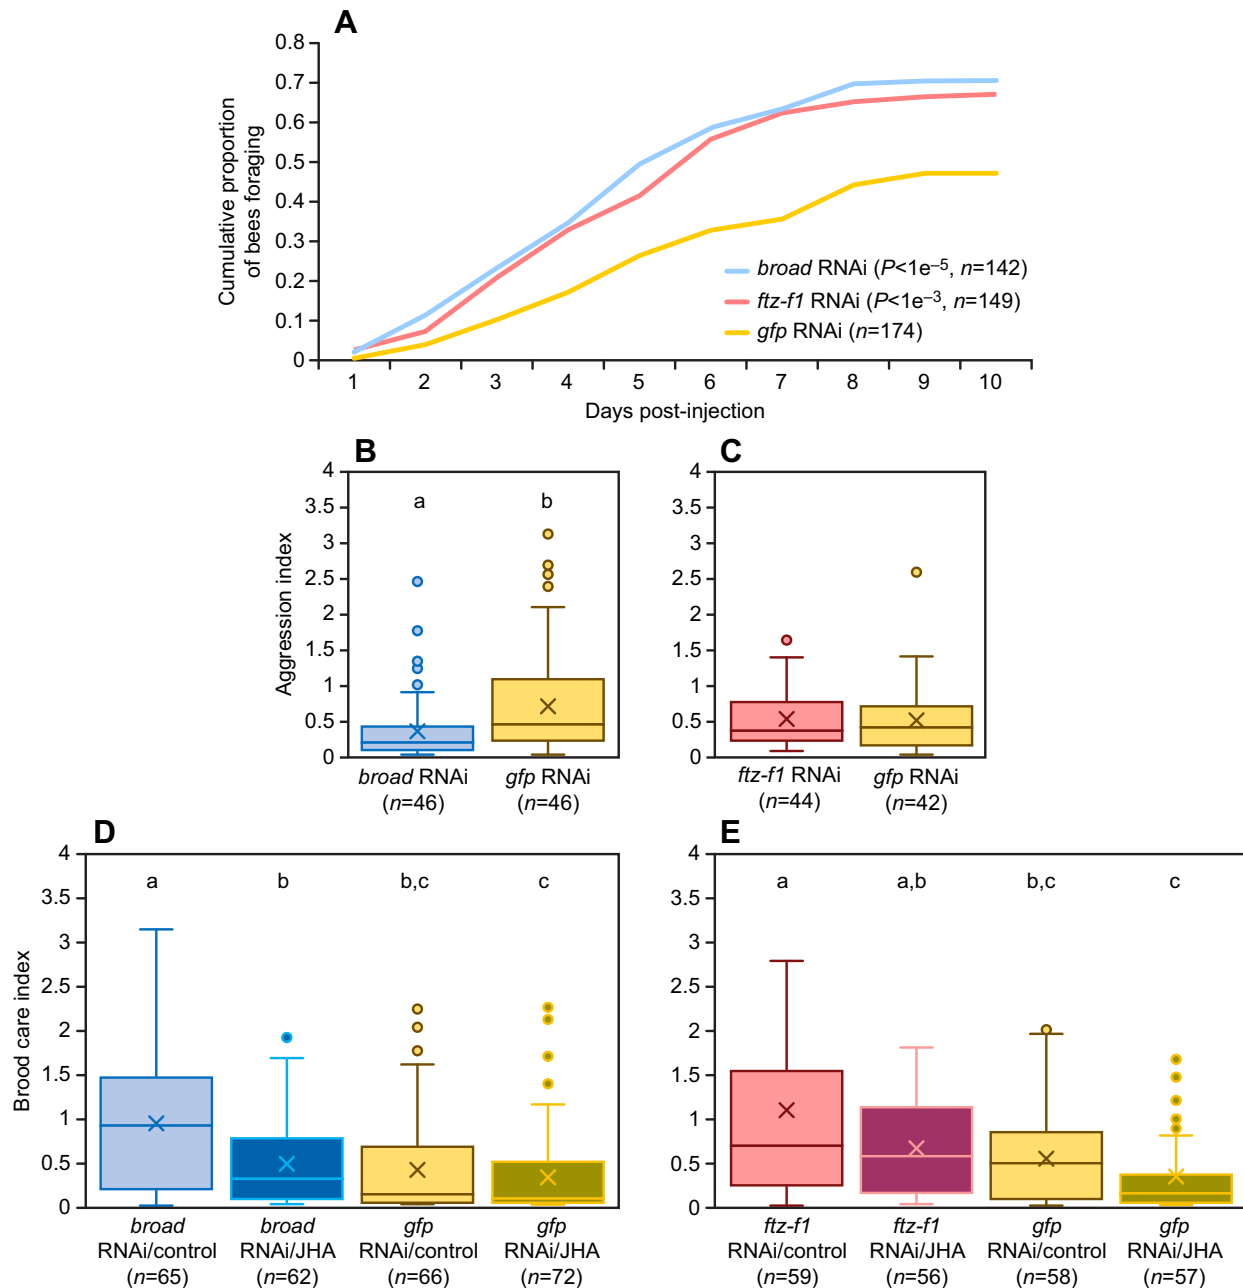 A
0.8
0.7
0.6
0.5
0.4
0.3
0.2
0.1
0
Cumulative proportion
of bees foraging
broad RNAi (P<1e–5, n=142)
ftz-f1 RNAi (P<1e–3, n=149)
gfp RNAi (n=174)
1 2 3 4 5 6 7 8 9 10
Days post-injection
B
4
3.5
3
2.5
2
1.5
1
0.5
0
Aggression index
a b
broad RNAi gfp RNAi
(n=46) (n=46)
C
4
3.5
3
2.5
2
1.5
1
0.5
0
ftz-f1 RNAi gfp RNAi
(n=44) (n=42)
D
4
3.5
3
2.5
2
1.5
1
0.5
0
Brood care index
a b b,c c
broad broad gfp gfp
RNAi/control RNAi/JHA RNAi/control RNAi/JHA
(n=65) (n=62) (n=66) (n=72)
E
4
3.5
3
2.5
2
1.5
1
0.5
0
a a,b b,c c
ftz-f1 ftz-f1 gfp gfp
RNAi/control RNAi/JHA RNAi/control RNAi/JHA
(n=59) (n=56) (n=58) (n=57)